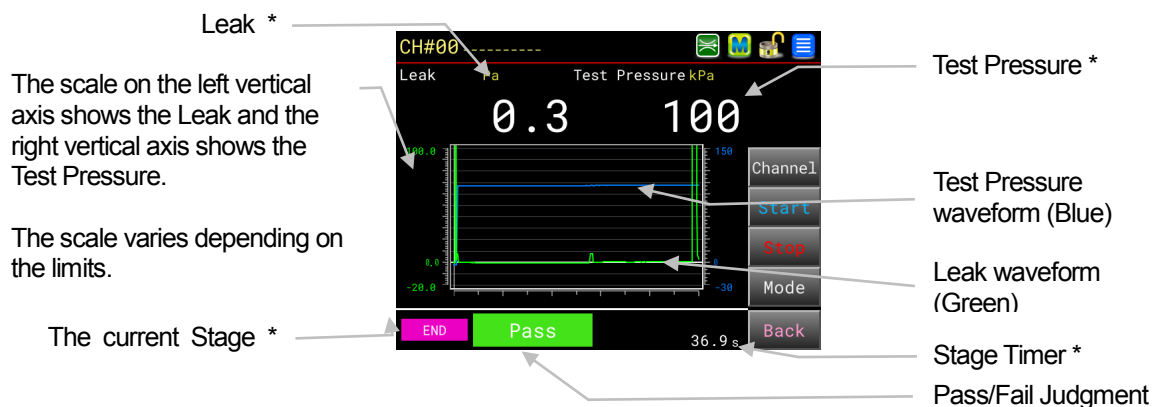 Leak *
The scale on the left vertical
axis shows the Leak and the
right vertical axis shows the
Test Pressure.
The scale varies depending on
the limits.
The current Stage *
CH#00 ---------
M
Leak Pa Test Pressure kPa
0.3 100
100.0 150
0.0 0
-20.0 -30
Channel
Start
Stop
Mode
Back
END Pass 36.9 s
Test Pressure *
Test Pressure
waveform (Blue)
Leak waveform
(Green)
Stage Timer *
Pass/Fail Judgment